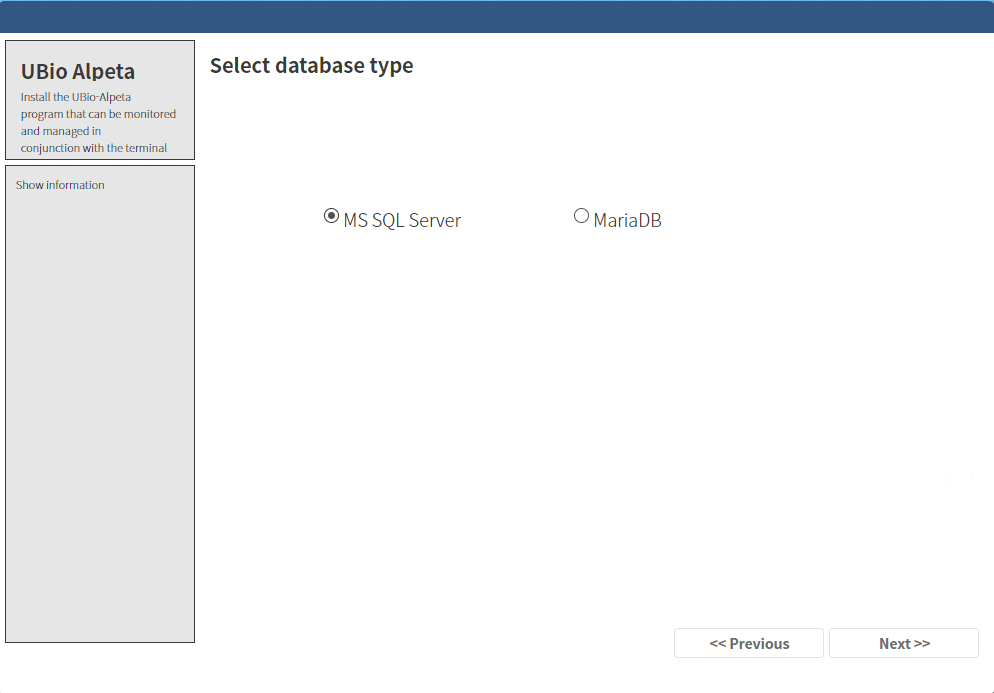 UBio Alpeta
Install the UBio-Alpeta
program that can be monitored
and managed in
conjunction with the terminal
Show information
Select database type
MS SQL Server
MariaDB
<< Previous
Next >>